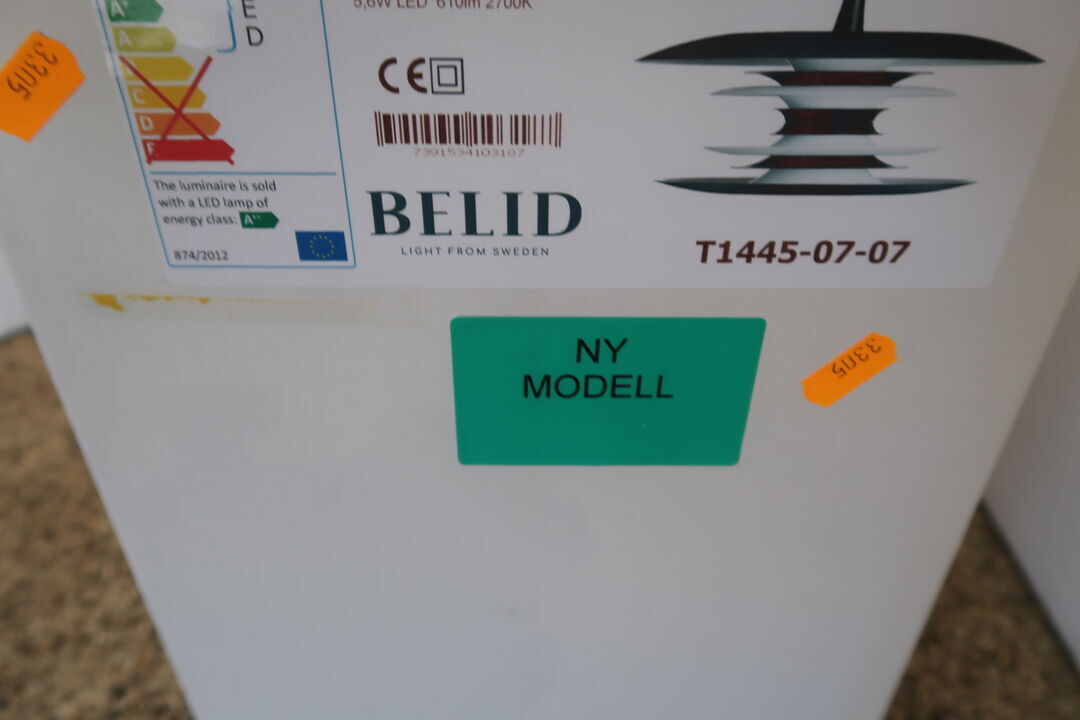 A+
E
D
5,6W LED 610lm 2700K
3305
A
C
D
CE
7391534103187
The luminaire is sold
with a LED lamp of
energy class: A++
874/2012
BELID
LIGHT FROM SWEDEN
T1445-07-07
NY
MODELL
3305